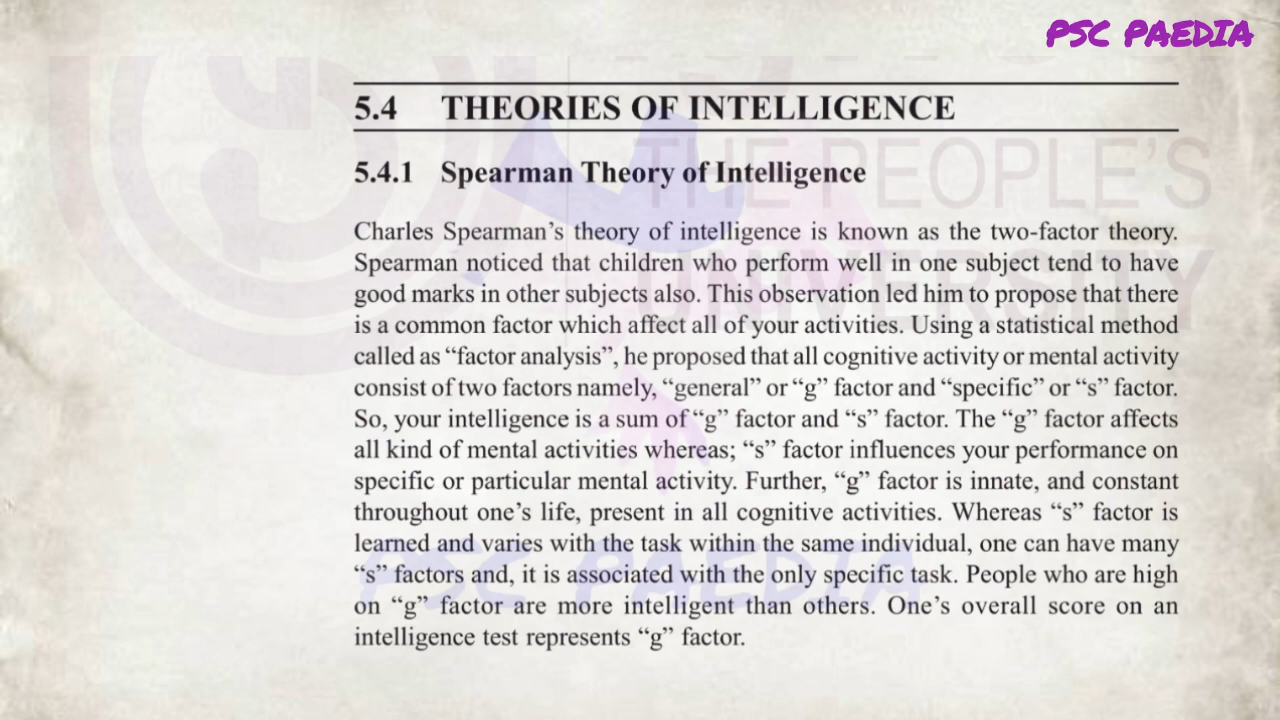 PSC PAEDIA
5.4 THEORIES OF INTELLIGENCE
THE PEOPLE'S
UNIVERSITY
5.4.1 Spearman Theory of Intelligence
Charles Spearman's theory of intelligence is known as the two-factor theory.
Spearman noticed that children who perform well in one subject tend to have
good marks in other subjects also. This observation led him to propose that there
is a common factor which affect all of your activities. Using a statistical method
called as “factor analysis”, he proposed that all cognitive activity or mental activity
consist of two factors namely, “general” or “g” factor and “specific” or “s” factor.
So, your intelligence is a sum of “g” factor and “s” factor. The “g” factor affects
all kind of mental activities whereas; “s” factor influences your performance on
specific or particular mental activity. Further, “g” factor is innate, and constant
throughout one's life, present in all cognitive activities. Whereas “s” factor is
learned and varies with the task within the same individual, one can have many
“s” factors and, it is associated with the only specific task. People who are high
on “g” factor are more intelligent than others. One's overall score on an
intelligence test represents “g” factor.
PSC PAEDIA